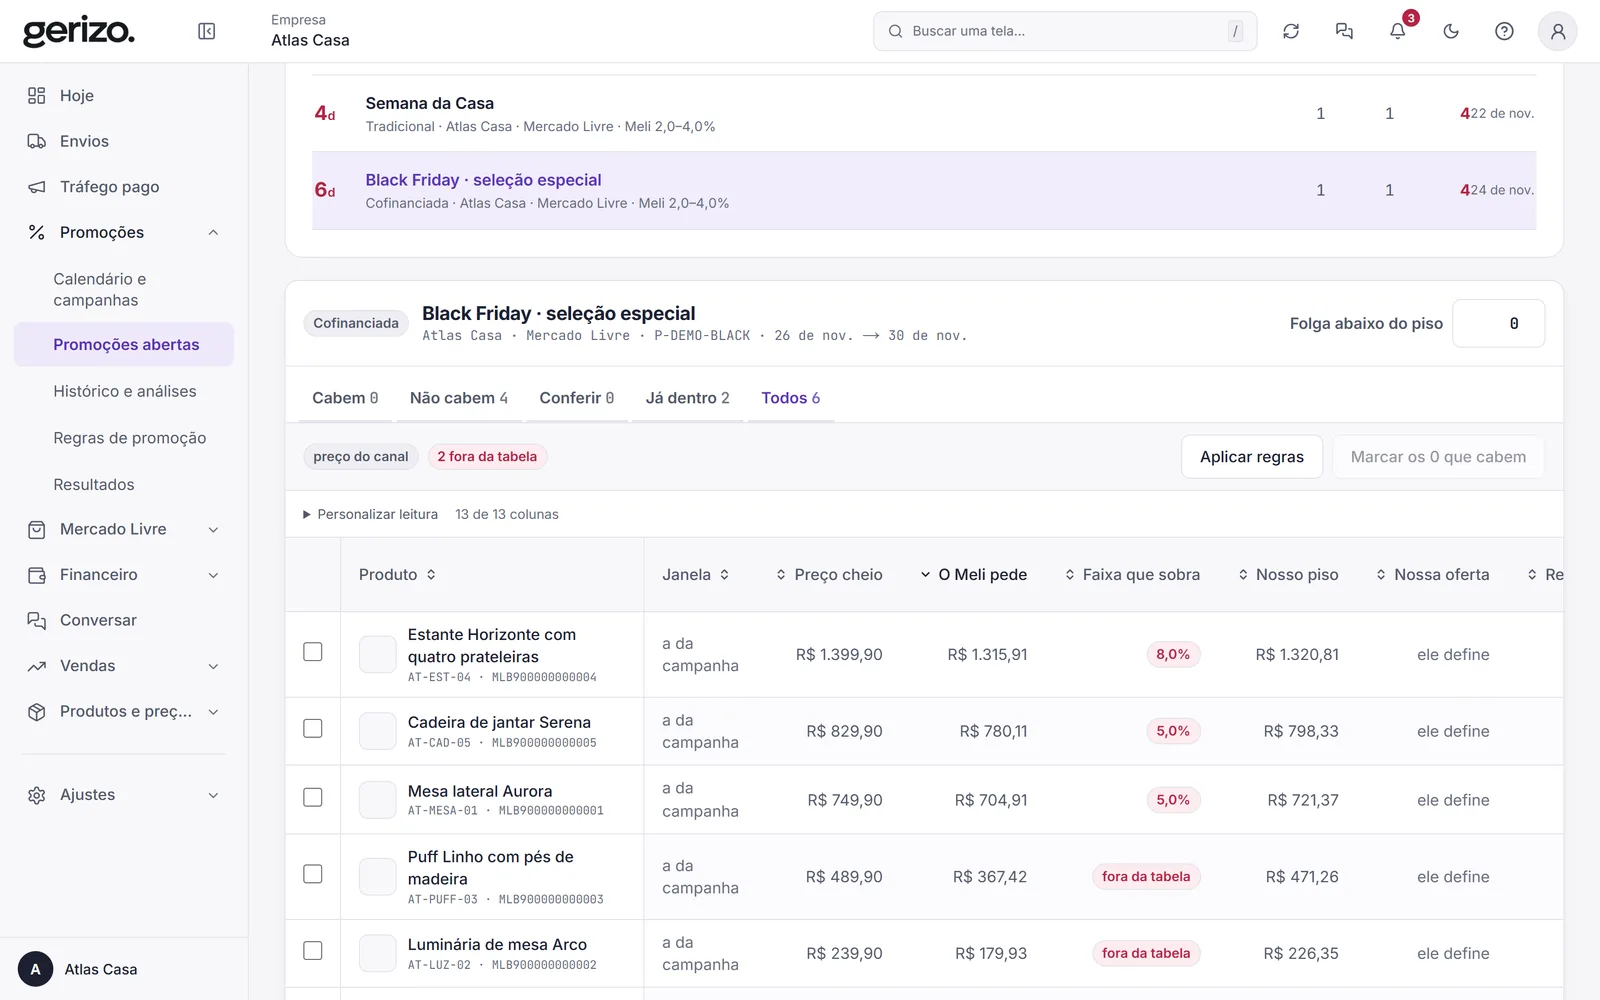 gerizo.
Empresa
Atlas Casa
Buscar uma tela...
/
3
Hoje
Envios
Tráfego pago
Promoções
Calendário e
campanhas
Promoções abertas
Histórico e análises
Regras de promoção
Resultados
Mercado Livre
Financeiro
Conversar
Vendas
Produtos e preç...
Ajustes
A
Atlas Casa
4d
Semana da Casa
Tradicional · Atlas Casa · Mercado Livre · Meli 2,0–4,0%
1
1
422 de nov.
6d
Black Friday · seleção especial
Cofinanciada · Atlas Casa · Mercado Livre · Meli 2,0–4,0%
1
1
424 de nov.
Cofinanciada
Black Friday · seleção especial
Atlas Casa · Mercado Livre · P-DEMO-BLACK · 26 de nov. → 30 de nov.
Folga abaixo do piso
0
Cabem 0
Não cabem 4
Conferir 0
Já dentro 2
Todos 6
preço do canal
2 fora da tabela
Aplicar regras
Marcar os 0 que cabem
Personalizar leitura
13 de 13 colunas
Produto
Janela
Preço cheio
O Meli pede
Faixa que sobra
Nosso piso
Nossa oferta
Re
Estante Horizonte com
quatro prateleiras
AT-EST-04 · MLB900000000004
a da
campanha
R$ 1.399,90
R$ 1.315,91
8,0%
R$ 1.320,81
ele define
Cadeira de jantar Serena
AT-CAD-05 · MLB900000000005
a da
campanha
R$ 829,90
R$ 780,11
5,0%
R$ 798,33
ele define
Mesa lateral Aurora
AT-MESA-01 · MLB900000000001
a da
campanha
R$ 749,90
R$ 704,91
5,0%
R$ 721,37
ele define
Puff Linho com pés de
madeira
AT-PUFF-03 · MLB900000000003
a da
campanha
R$ 489,90
R$ 367,42
fora da tabela
R$ 471,26
ele define
Luminária de mesa Arco
AT-LUZ-02 · MLB900000000002
a da
campanha
R$ 239,90
R$ 179,93
fora da tabela
R$ 226,35
ele define